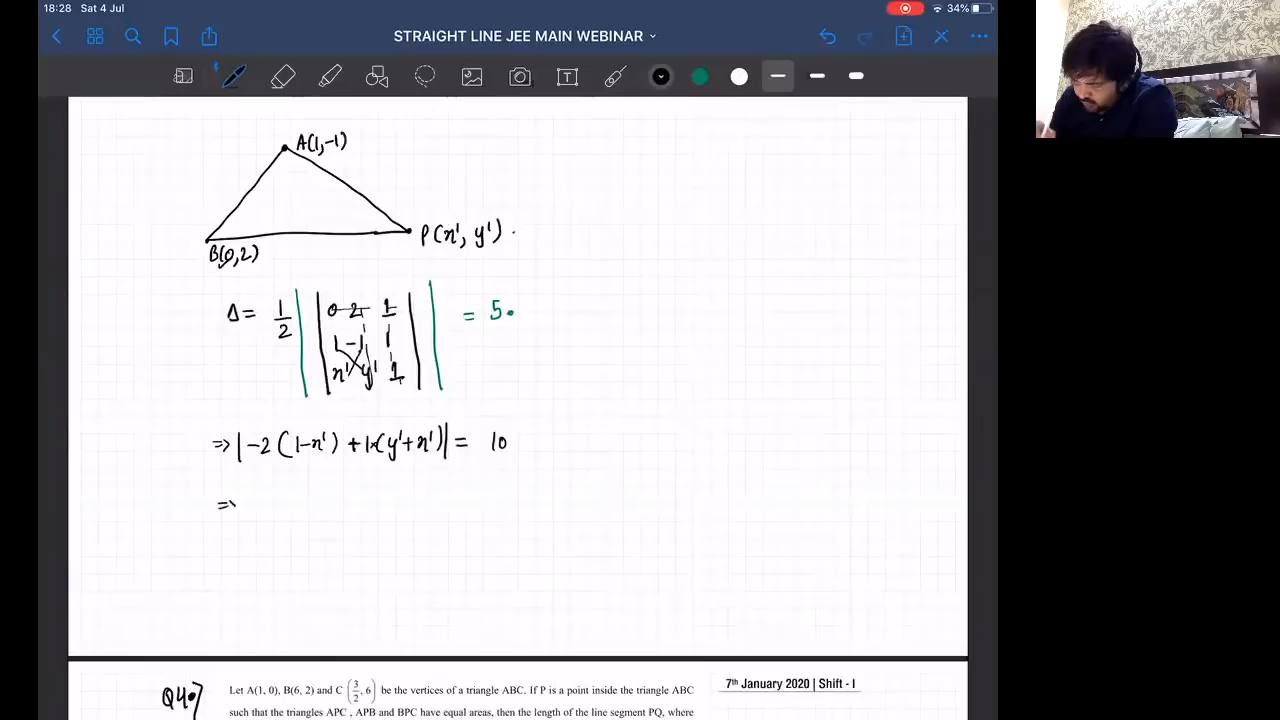 18:28 Sat 4 Jul
34%
STRAIGHT LINE JEE MAIN WEBINAR
A(1,-1)
B(0,2)
P(x', y').
Δ = 1/2 | | 0 2 1 | | = 5.
1 -1 1
x' y' 1
⇒ |-2(1-x') + 1×(y'+x')| = 10
⇒
Q4.
Let A(1, 0), B(6, 2) and C (3/2, 6) be the vertices of a triangle ABC. If P is a point inside the triangle ABC
such that the triangles APC , APB and BPC have equal areas, then the length of the line segment PQ, where
7th January 2020 | Shift - I